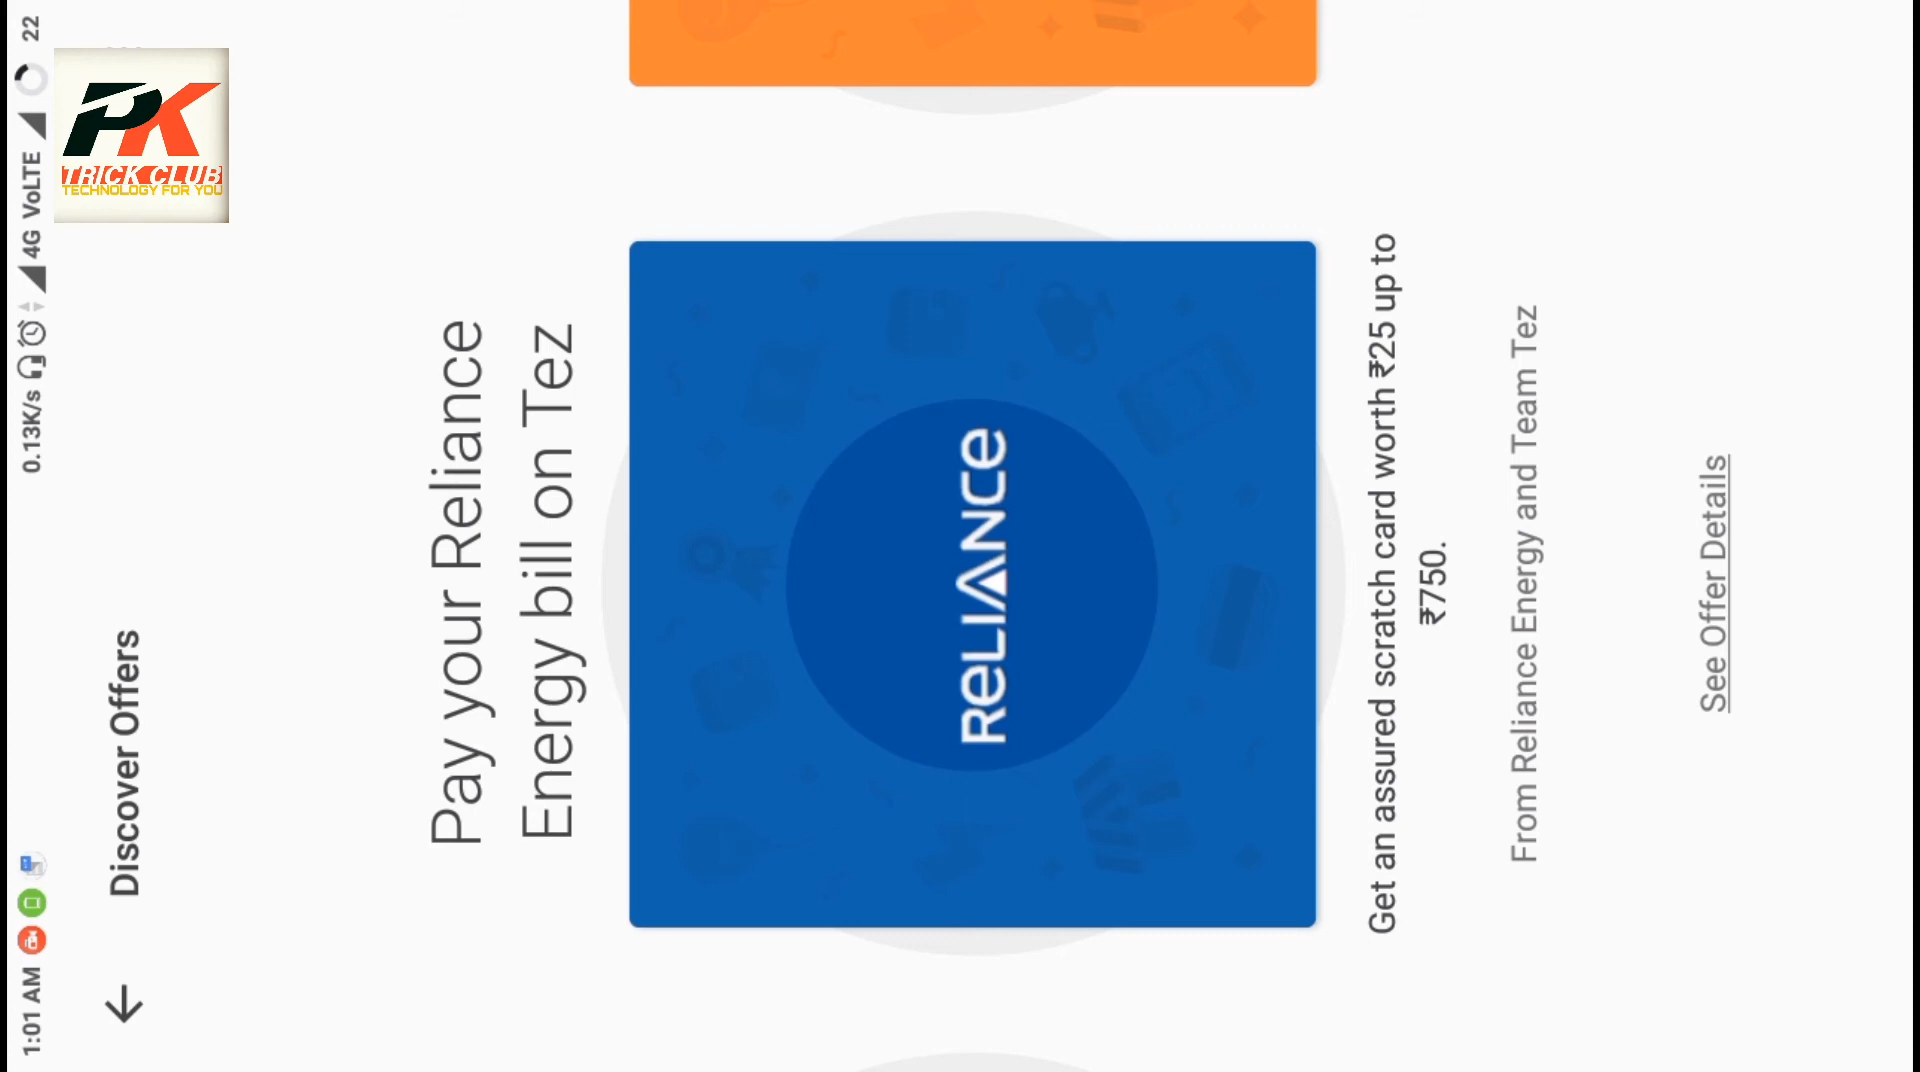 1:01 AM
0.13K/s
4G VoLTE
22
PK
TRICK CLUB
TECHNOLOGY FOR YOU
Discover Offers
Pay your Reliance
Energy bill on Tez
RELIANCE
Get an assured scratch card worth ₹25 up to
₹750.
From Reliance Energy and Team Tez
See Offer Details